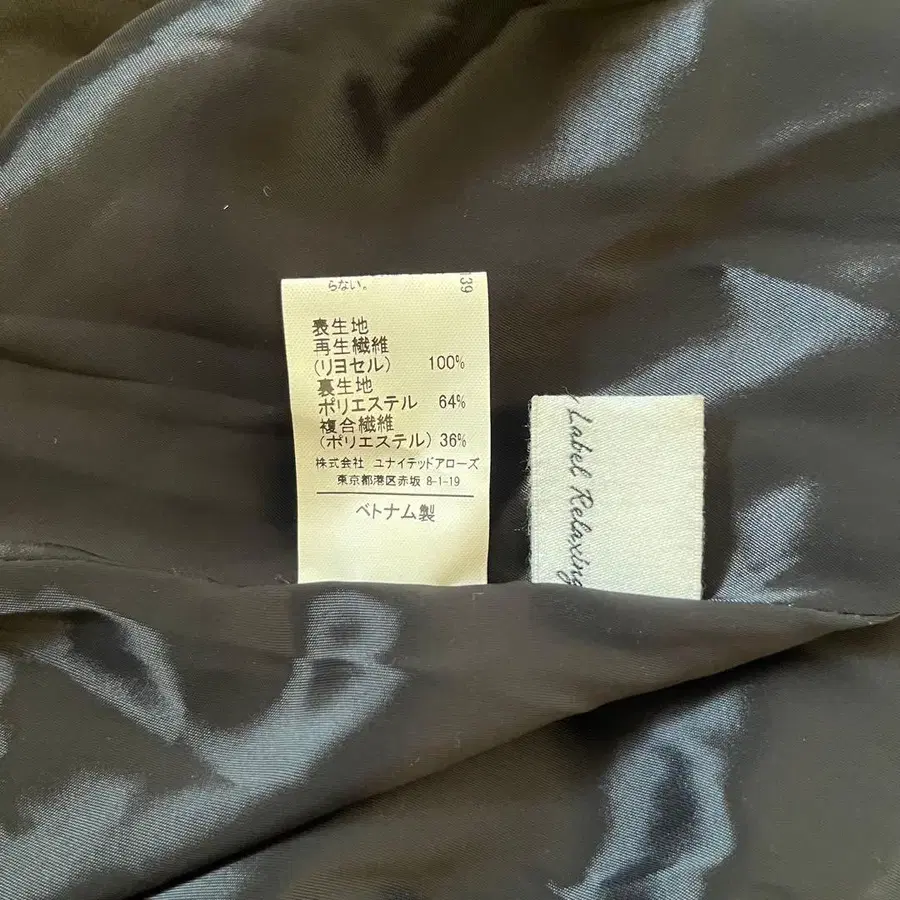 らない。
139
表生地
再生繊維
(リヨセル) 100%
裏生地
ポリエステル 64%
複合繊維
(ポリエステル) 36%
株式会社 ユナイテッドアローズ
東京都港区赤坂 8-1-19
ベトナム製
Label Relaxing